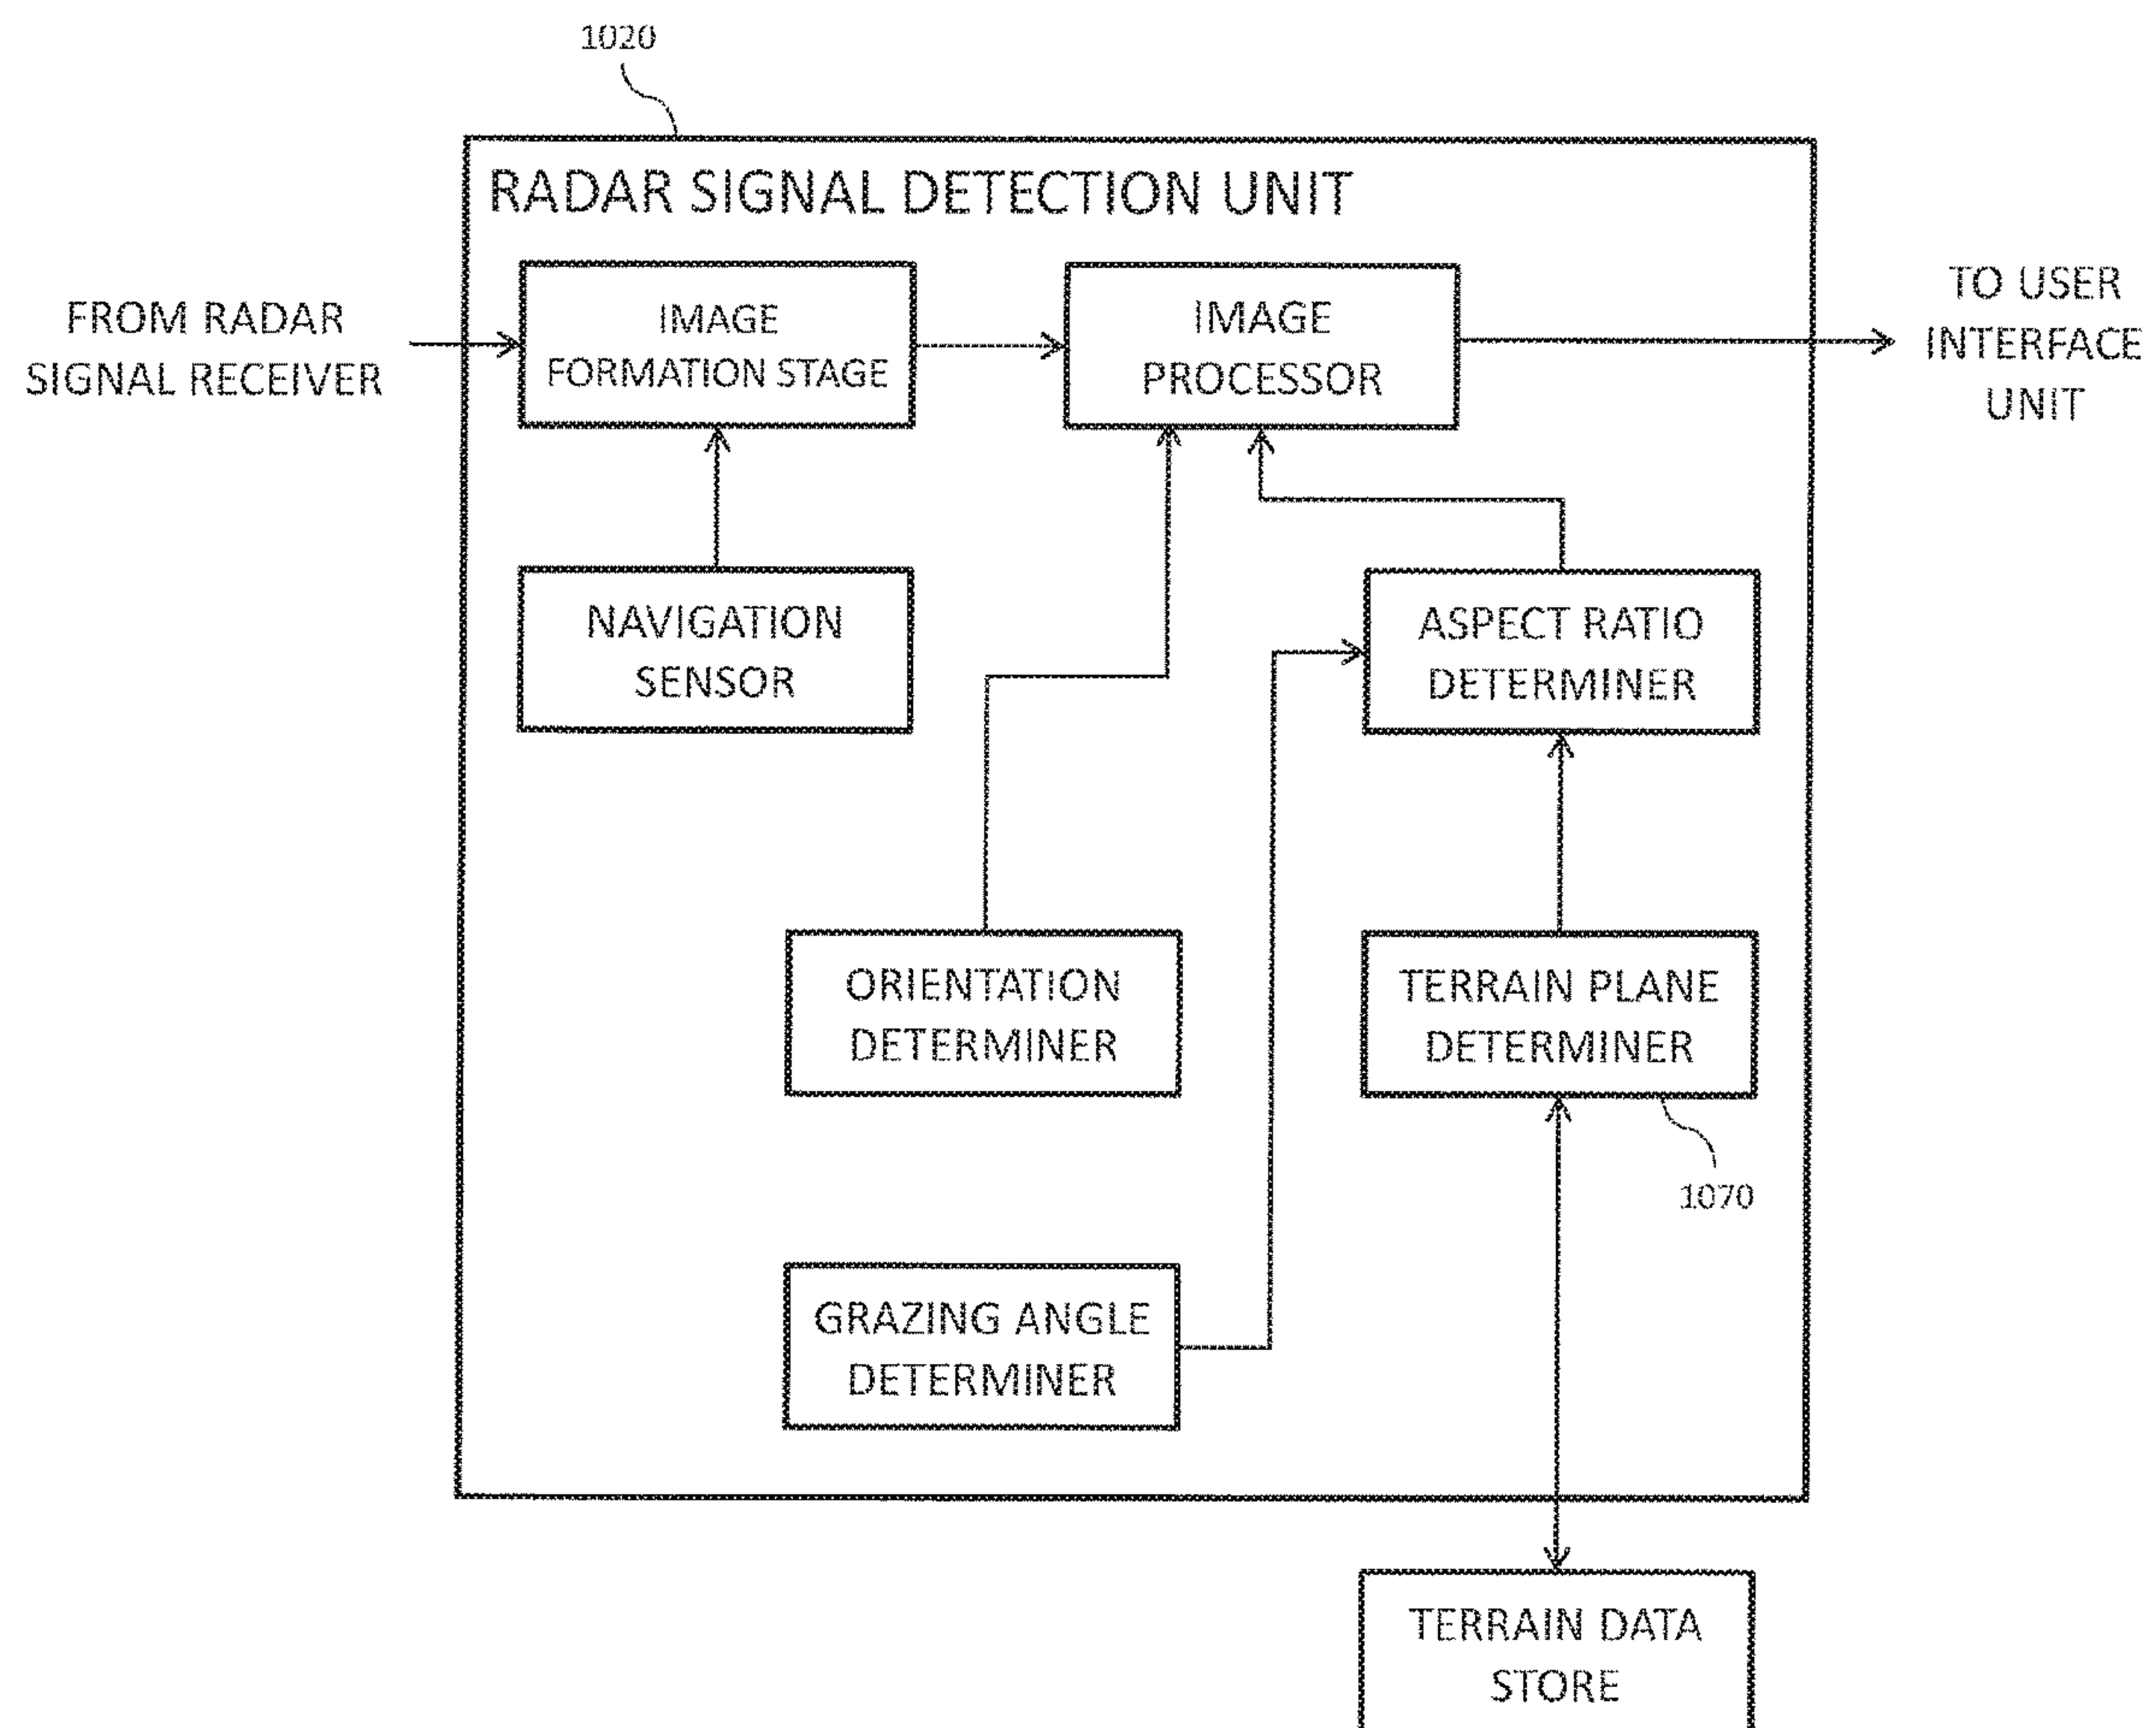 1020
RADAR SIGNAL DETECTION UNIT
FROM RADAR
SIGNAL RECEIVER
IMAGE
FORMATION STAGE
IMAGE
PROCESSOR
TO USER
INTERFACE
UNIT
NAVIGATION
SENSOR
ASPECT RATIO
DETERMINER
ORIENTATION
DETERMINER
TERRAIN PLANE
DETERMINER
1070
GRAZING ANGLE
DETERMINER
TERRAIN DATA
STORE